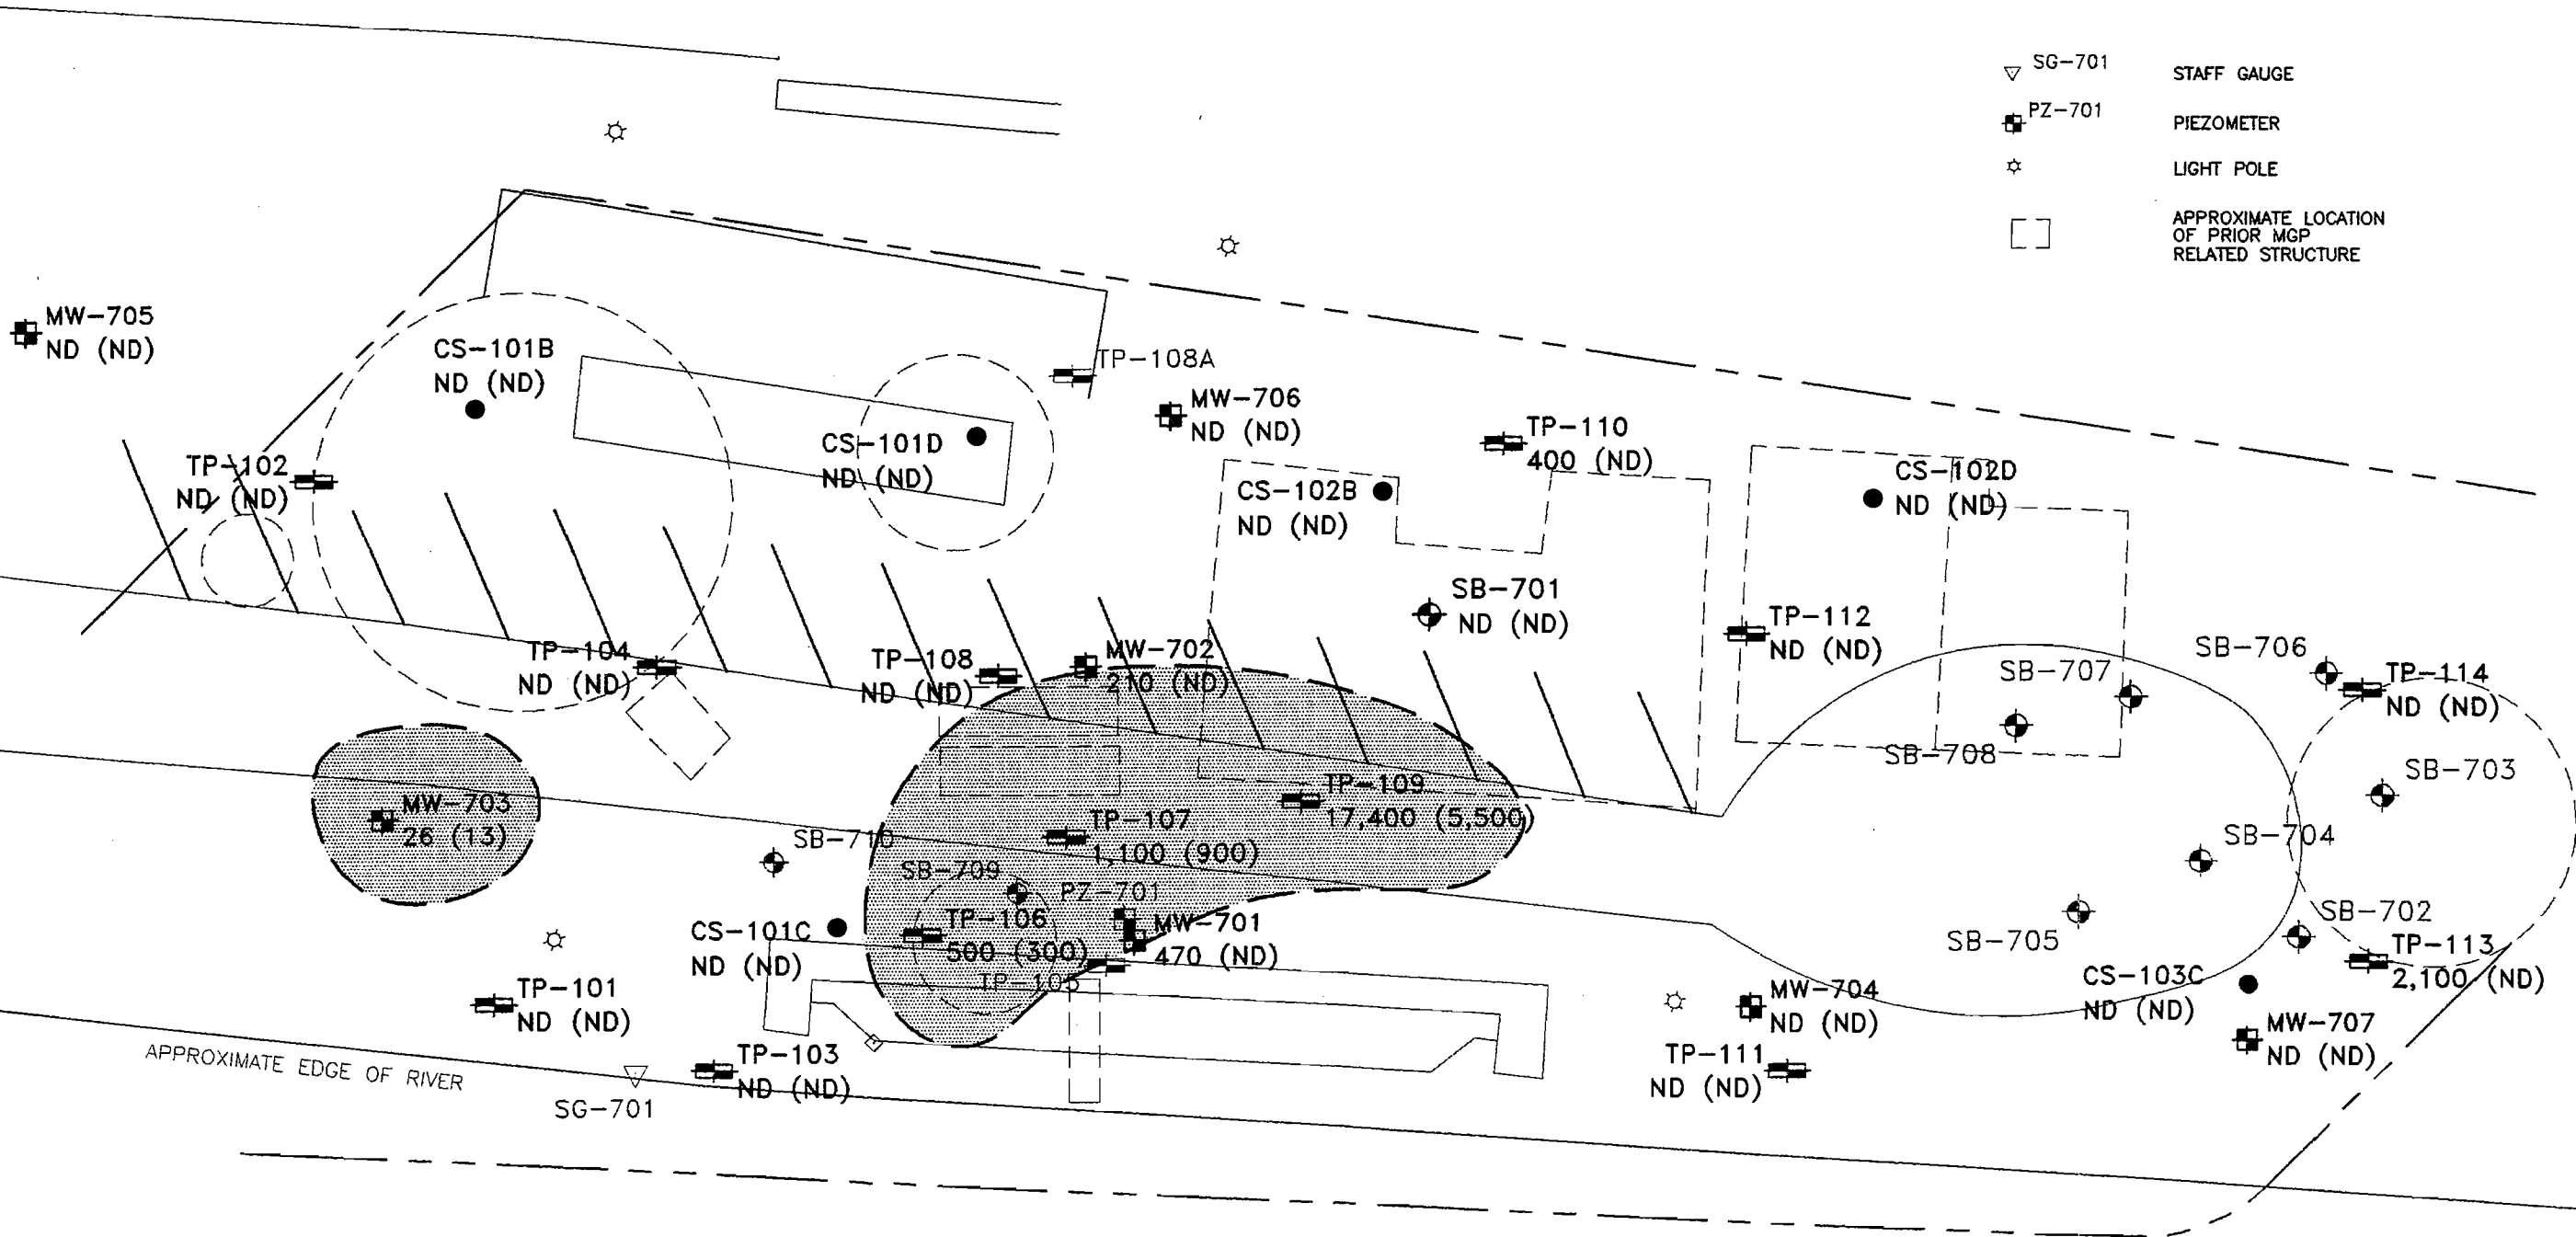 SG-701
STAFF GAUGE
PZ-701
PIEZOMETER
LIGHT POLE
APPROXIMATE LOCATION
OF PRIOR MGP
RELATED STRUCTURE
MW-705
ND (ND)
CS-101B
ND (ND)
TP-108A
MW-706
ND (ND)
CS-101D
ND (ND)
TP-110
400 (ND)
TP-102
ND (ND)
CS-102B
ND (ND)
CS-102D
ND (ND)
SB-701
ND (ND)
TP-112
ND (ND)
TP-104
ND (ND)
TP-108
ND (ND)
MW-702
210 (ND)
SB-707
SB-706
TP-114
ND (ND)
SB-708
SB-703
MW-703
26 (13)
TP-109
17,400 (5,500)
TP-107
1,100 (900)
SB-710
SB-704
SB-709
PZ-701
TP-106
500 (300)
MW-701
470 (ND)
CS-101C
ND (ND)
TP-105
SB-702
SB-705
TP-113
2,100 (ND)
CS-103C
ND (ND)
TP-101
ND (ND)
MW-704
ND (ND)
MW-707
ND (ND)
TP-103
ND (ND)
TP-111
ND (ND)
APPROXIMATE EDGE OF RIVER
SG-701